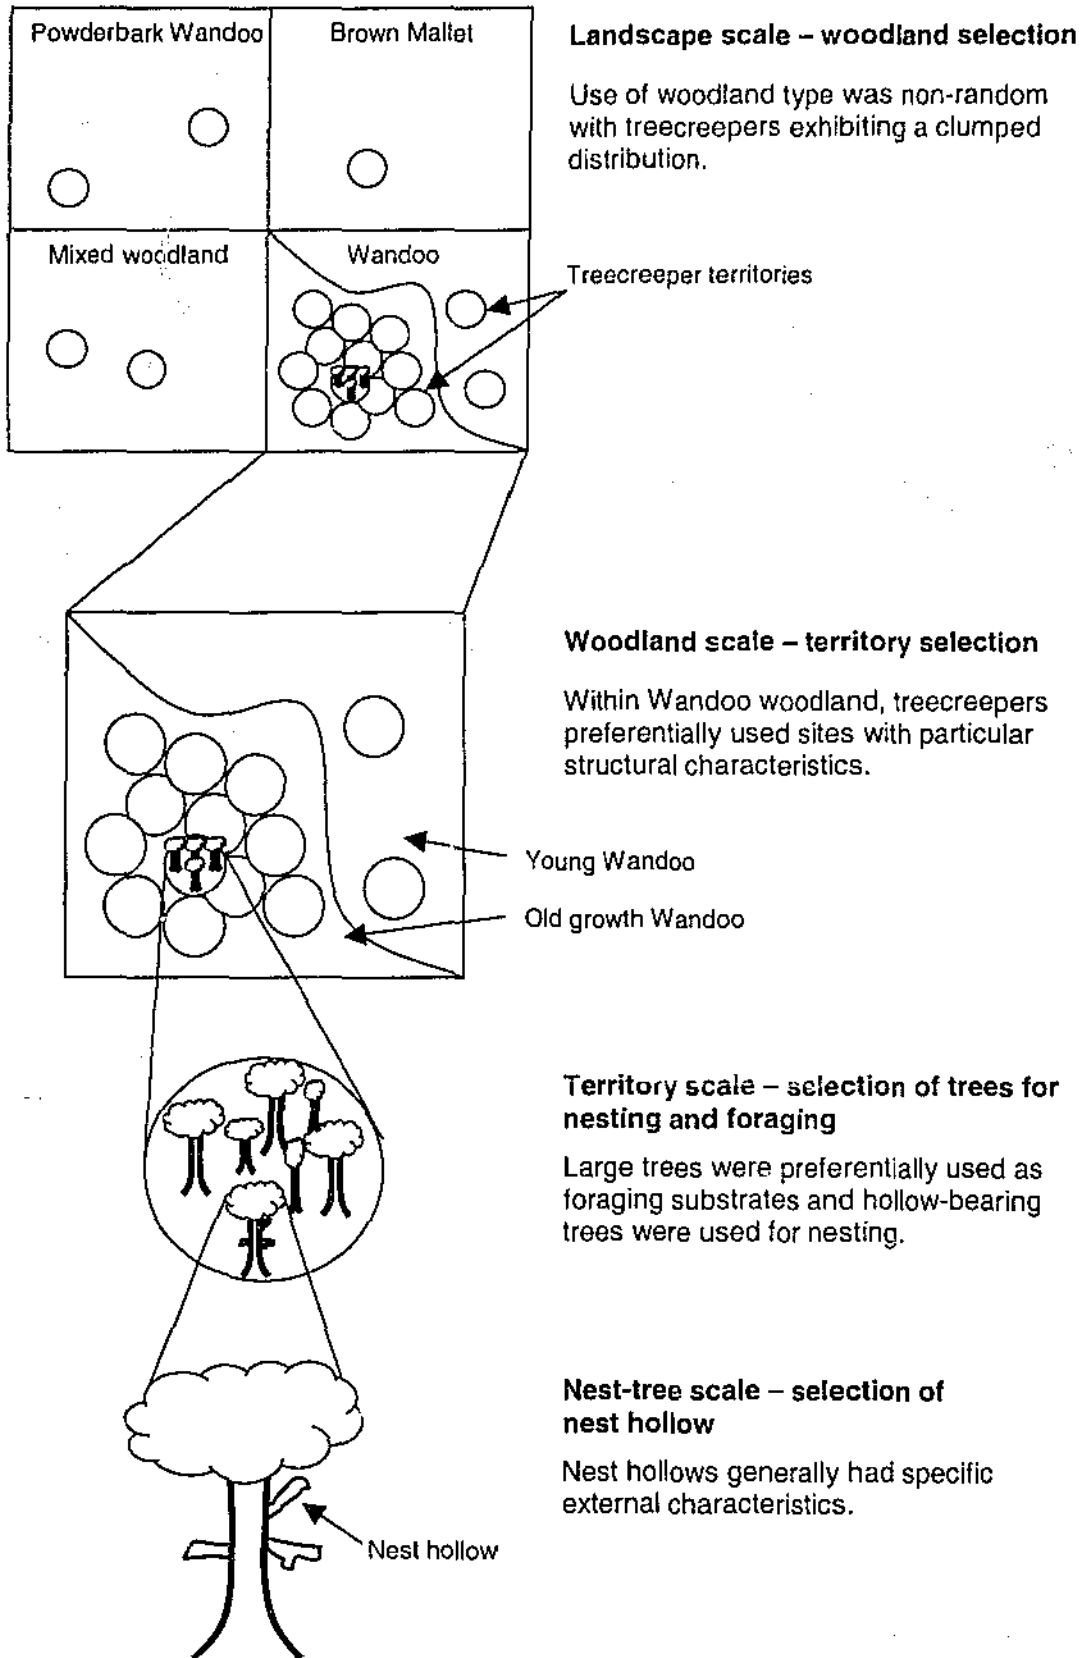 Powderbark Wandoo
Brown Mallet
Landscape scale – woodland selection
Use of woodland type was non-random
with treecreepers exhibiting a clumped
distribution.
Mixed woodland
Wandoo
Treecreeper territories
Woodland scale – territory selection
Within Wandoo woodland, treecreepers
preferentially used sites with particular
structural characteristics.
Young Wandoo
Old growth Wandoo
Territory scale – selection of trees for
nesting and foraging
Large trees were preferentially used as
foraging substrates and hollow-bearing
trees were used for nesting.
Nest-tree scale – selection of
nest hollow
Nest hollows generally had specific
external characteristics.
Nest hollow